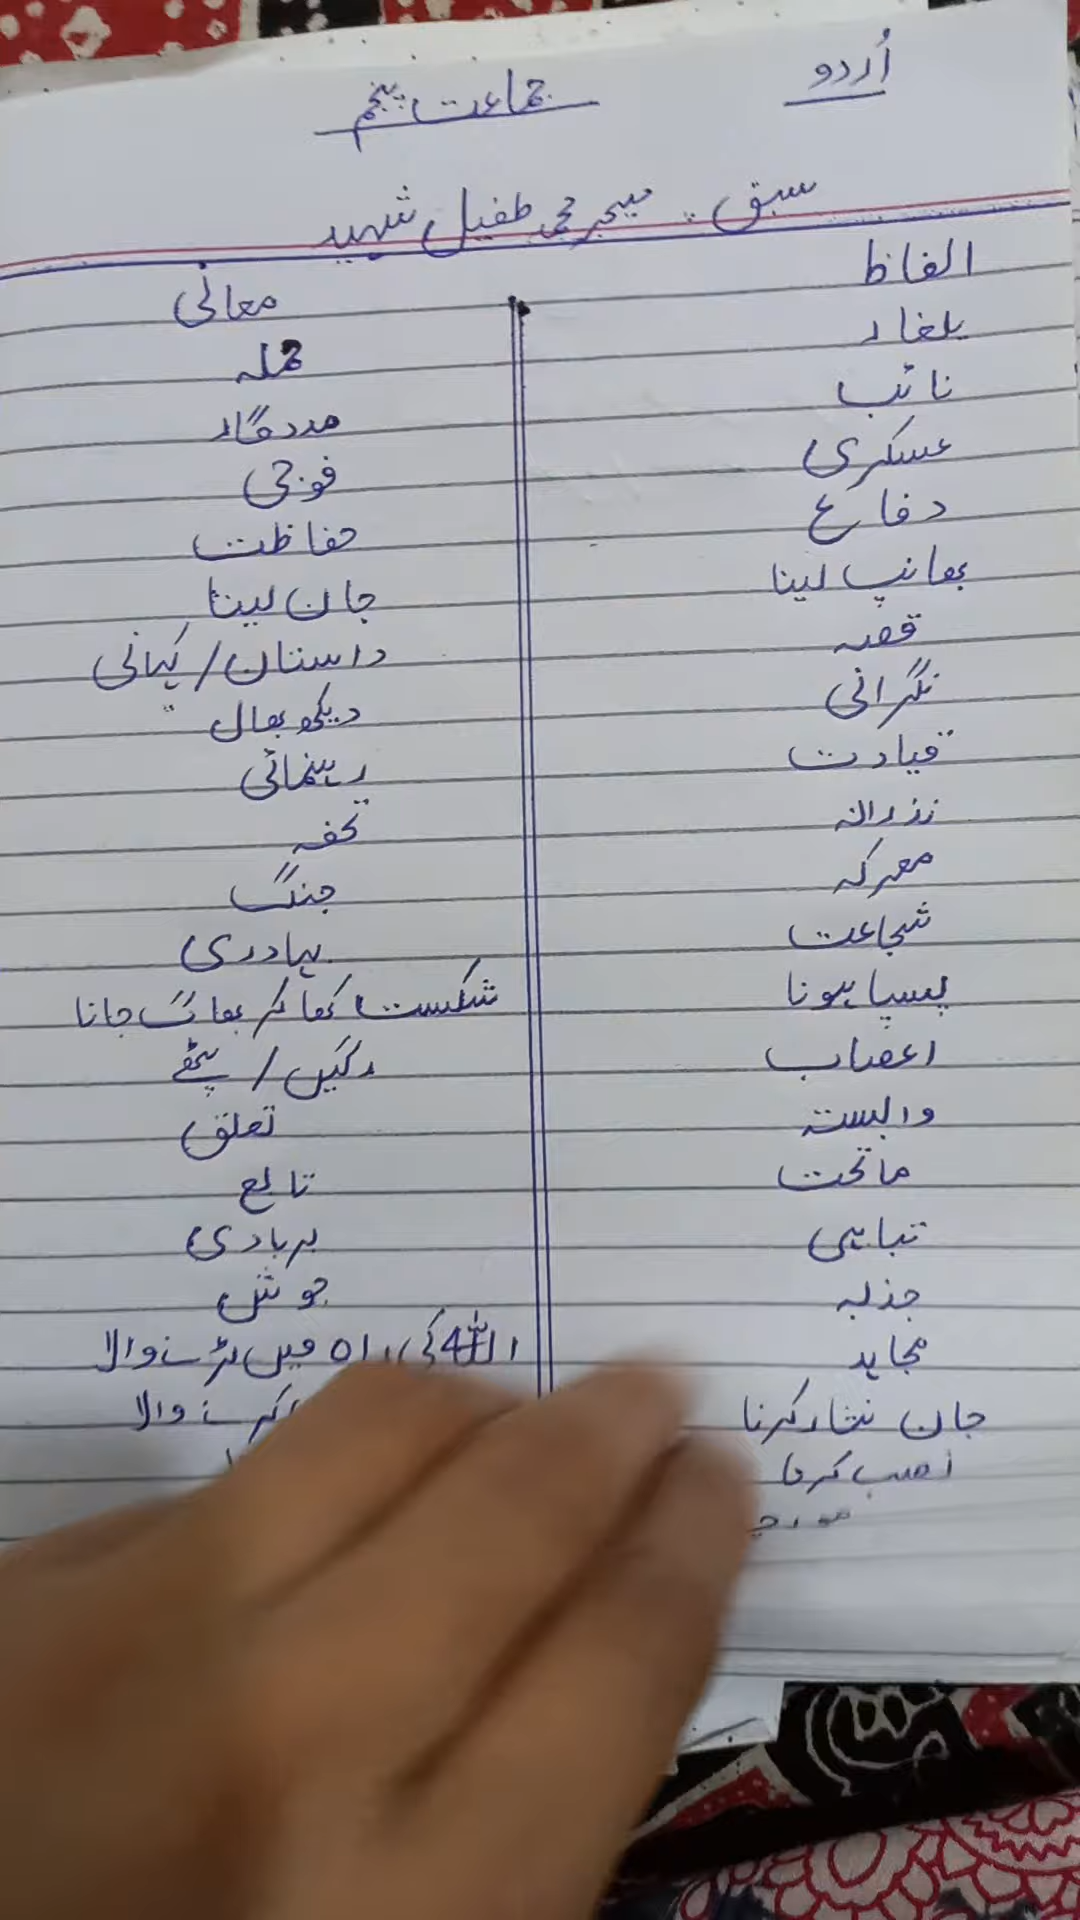 اُردو جماعت پنجم
سبق: میجر محمد طفیل شہید
الفاظ معانی
یلغار حملہ
نائب مددگار
عسکری فوجی
دفاع حفاظت
بھانپ لینا جان لینا
قصہ داستان/کہانی
نگرانی دیکھ بھال
قیادت رہنمائی
نذرانہ تحفہ
معرکہ جنگ
شجاعت بہادری
پسپا ہونا شکست کھا کر بھاگ جانا
اعصاب رگیں/پٹھے
وابستہ تعلق
ماتحت تابع
تباہی بربادی
جذبہ جوش
مجاہد اللہ کی راہ میں لڑنے والا
جان نثار کرنا کرنے والا
نصب کرنا